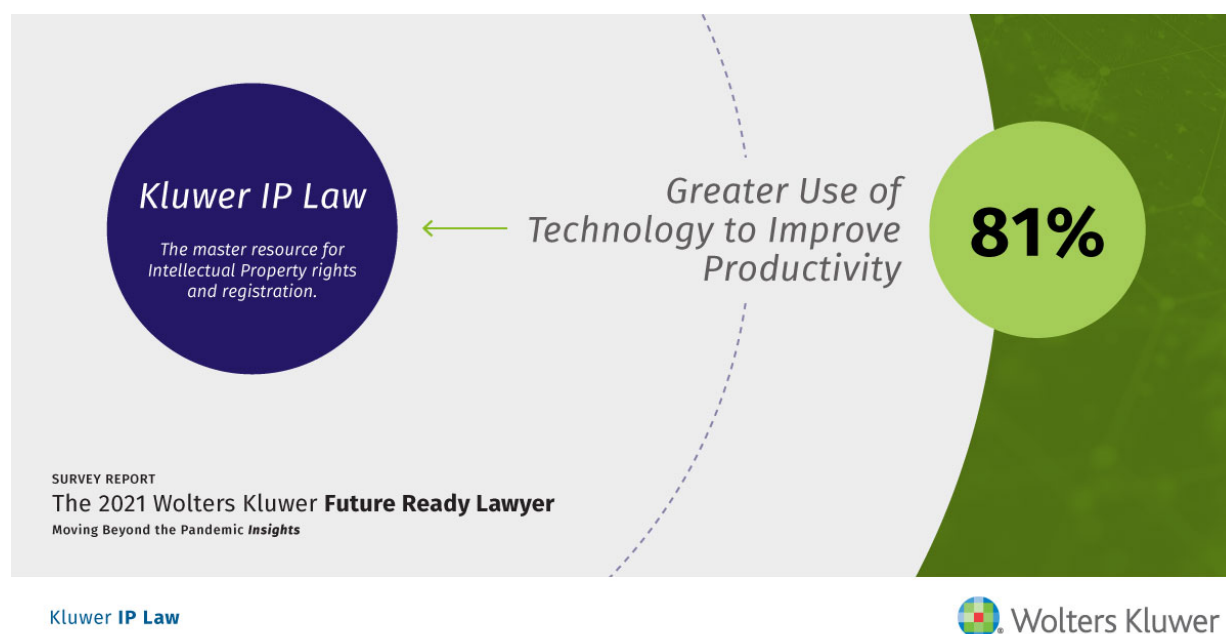 Kluwer IP Law
The master resource for
Intellectual Property rights
and registration.
Greater Use of
Technology to Improve
Productivity
81%
SURVEY REPORT
The 2021 Wolters Kluwer Future Ready Lawyer
Moving Beyond the Pandemic Insights
Kluwer IP Law
Wolters Kluwer